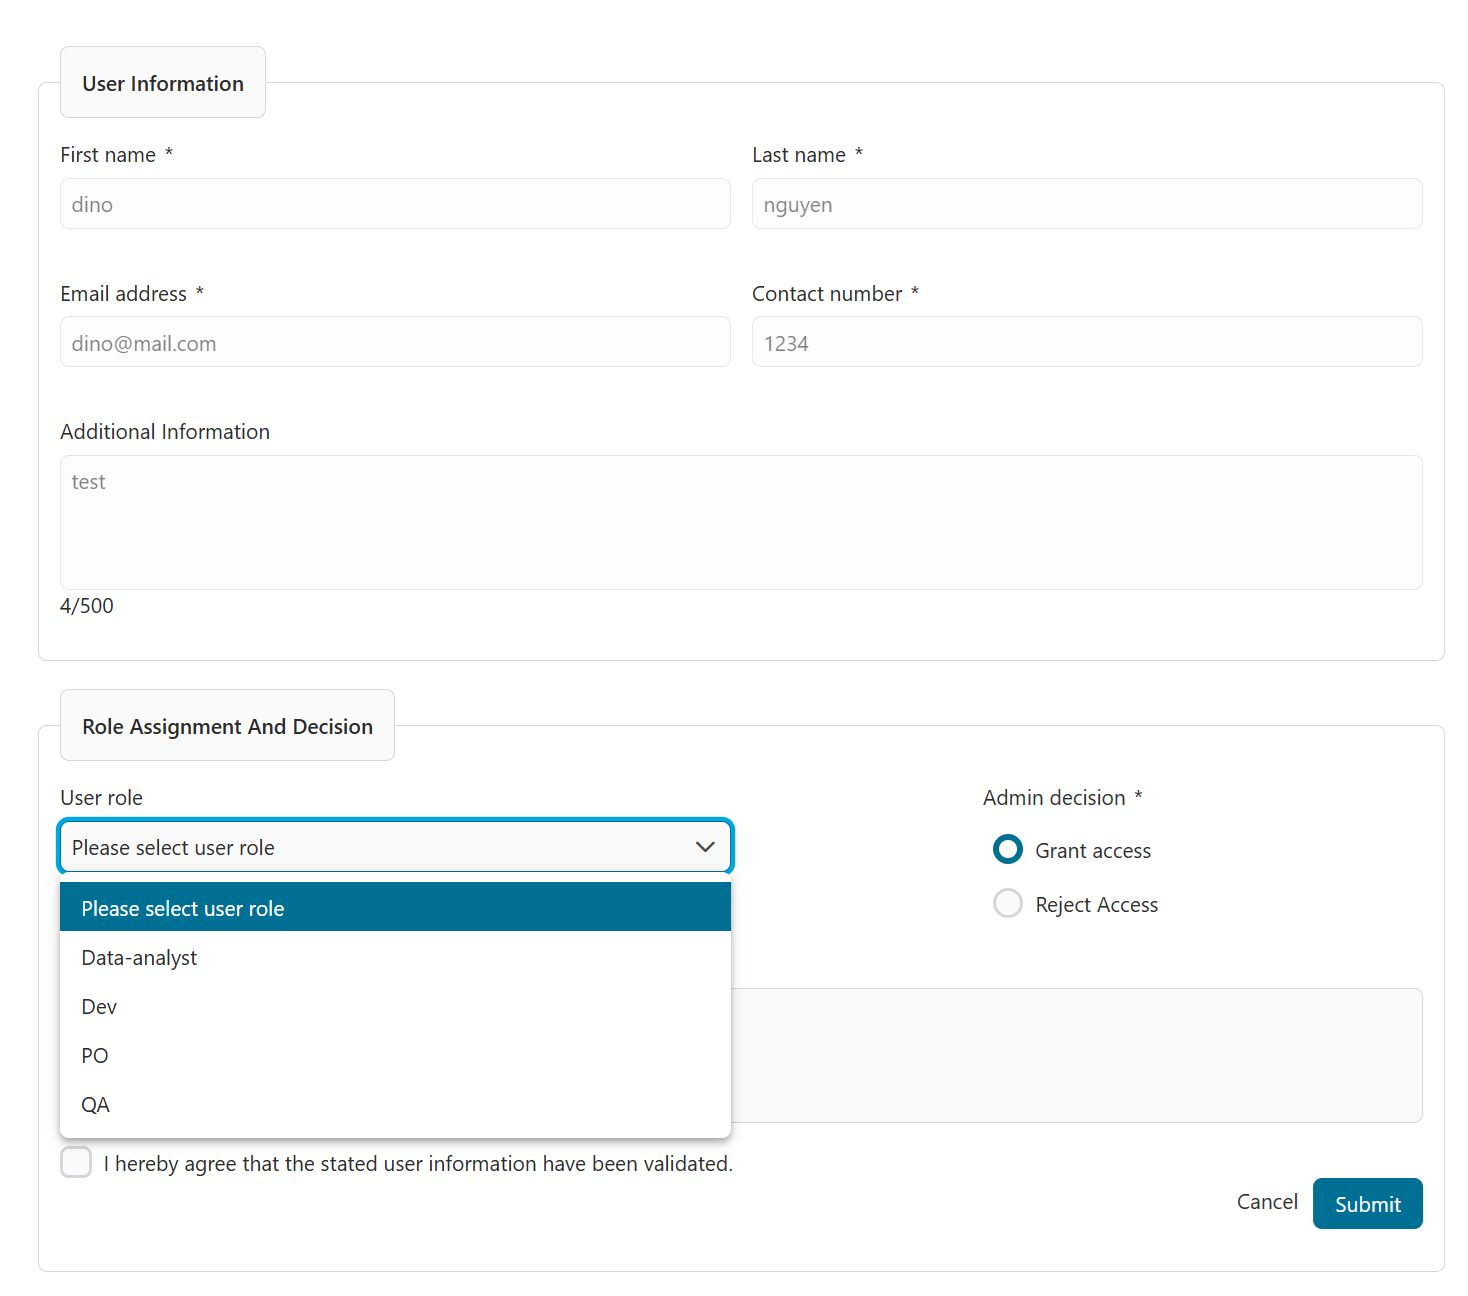 User Information
First name *
Last name *
dino
nguyen
Email address *
Contact number *
dino@mail.com
1234
Additional Information
test
4/500
Role Assignment And Decision
User role
Admin decision *
Please select user role
Grant access
Reject Access
Please select user role
Data-analyst
Dev
PO
QA
I hereby agree that the stated user information have been validated.
Cancel
Submit